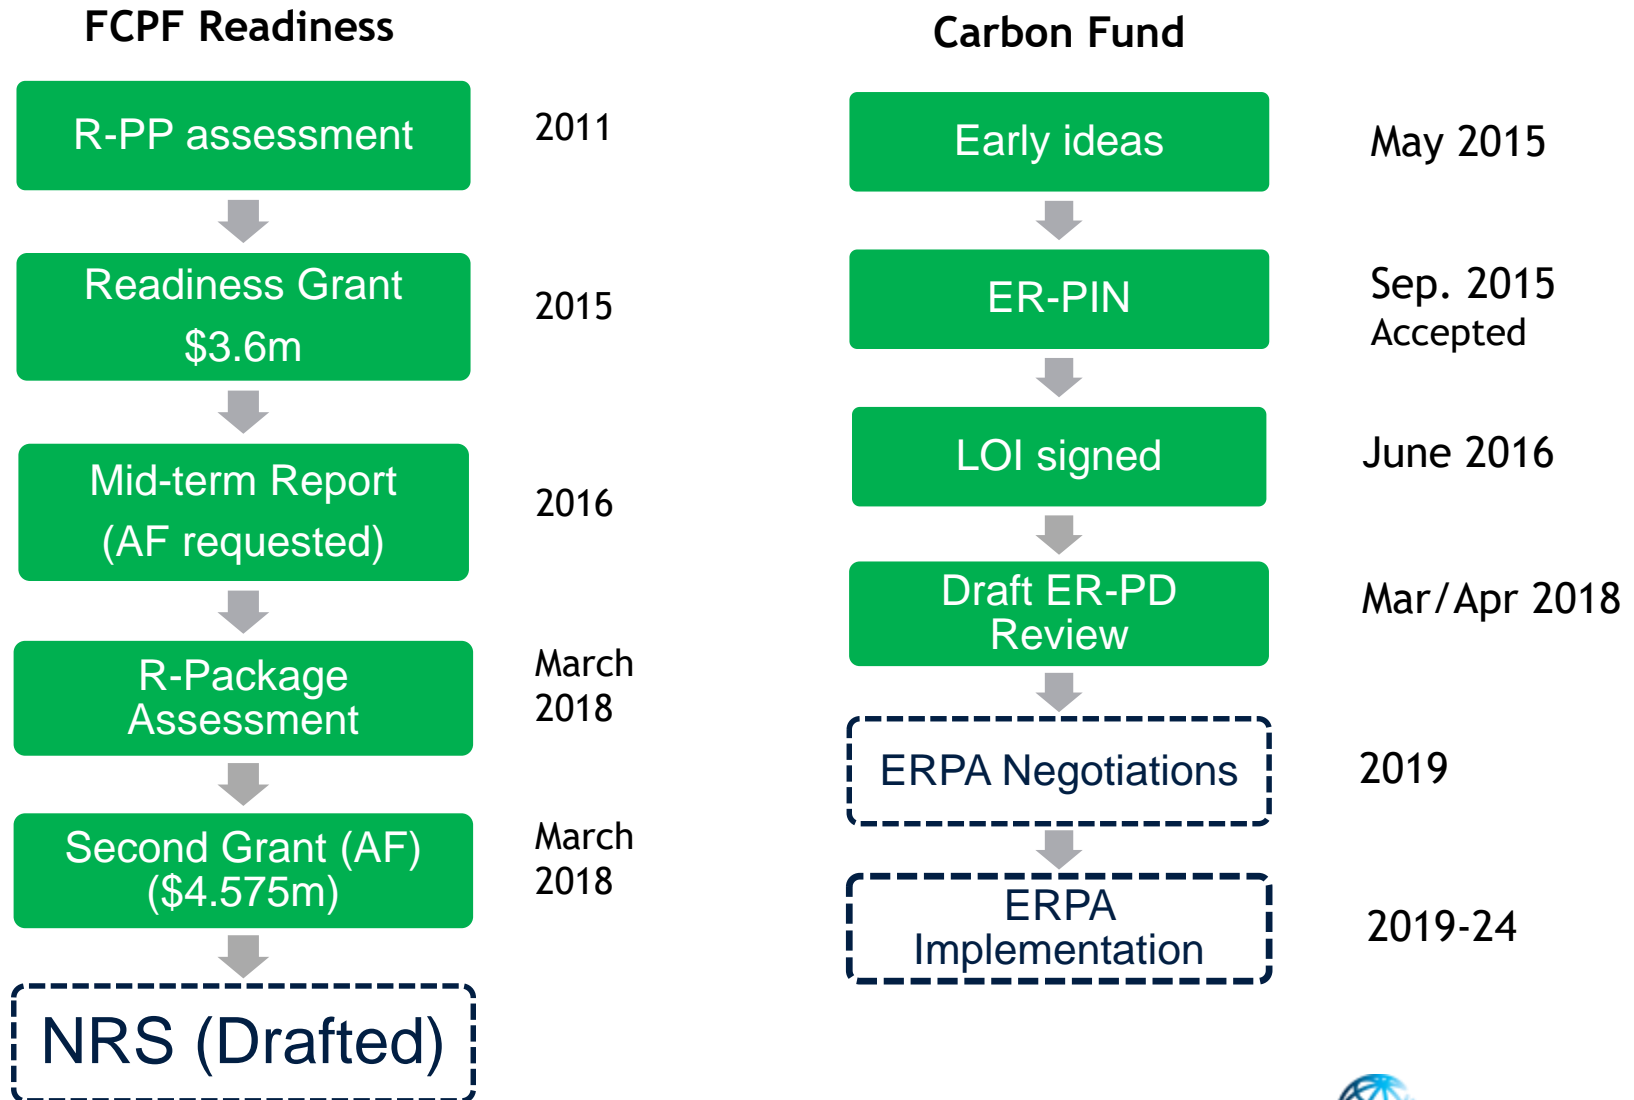 FCPF Readiness
R-PP assessment
2011
Readiness Grant
$3.6m
2015
Mid-term Report
(AF requested)
2016
R-Package
Assessment
March
2018
Second Grant (AF)
($4.575m)
March
2018
NRS (Drafted)
Carbon Fund
Early ideas
May 2015
ER-PIN
Sep. 2015
Accepted
LOI signed
June 2016
Draft ER-PD
Review
Mar/Apr 2018
ERPA Negotiations
2019
ERPA
Implementation
2019-24